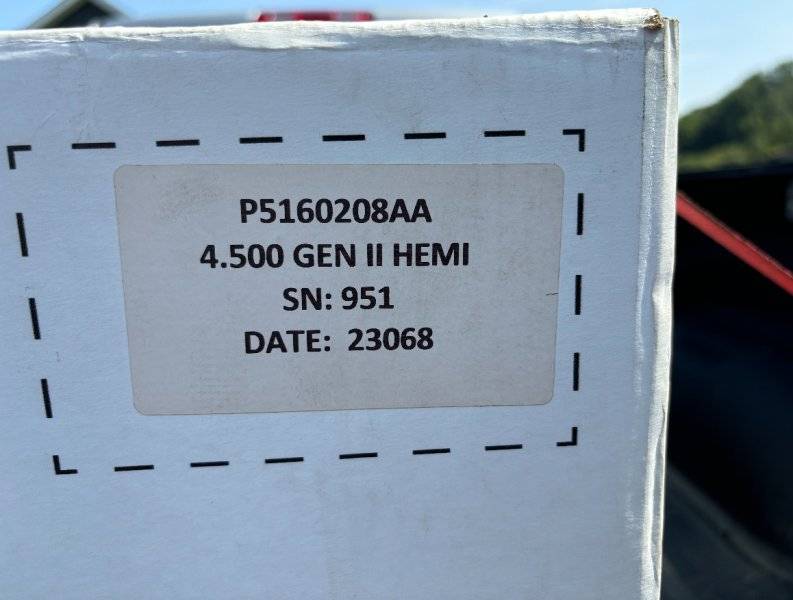 P5160208AA
4.500 GEN II HEMI
SN: 951
DATE: 23068